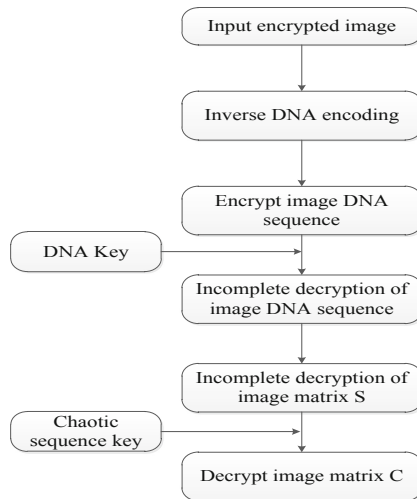 Input encrypted image
Inverse DNA encoding
Encrypt image DNA
sequence
DNA Key
Incomplete decryption of
image DNA sequence
Incomplete decryption of
image matrix S
Chaotic
sequence key
Decrypt image matrix C